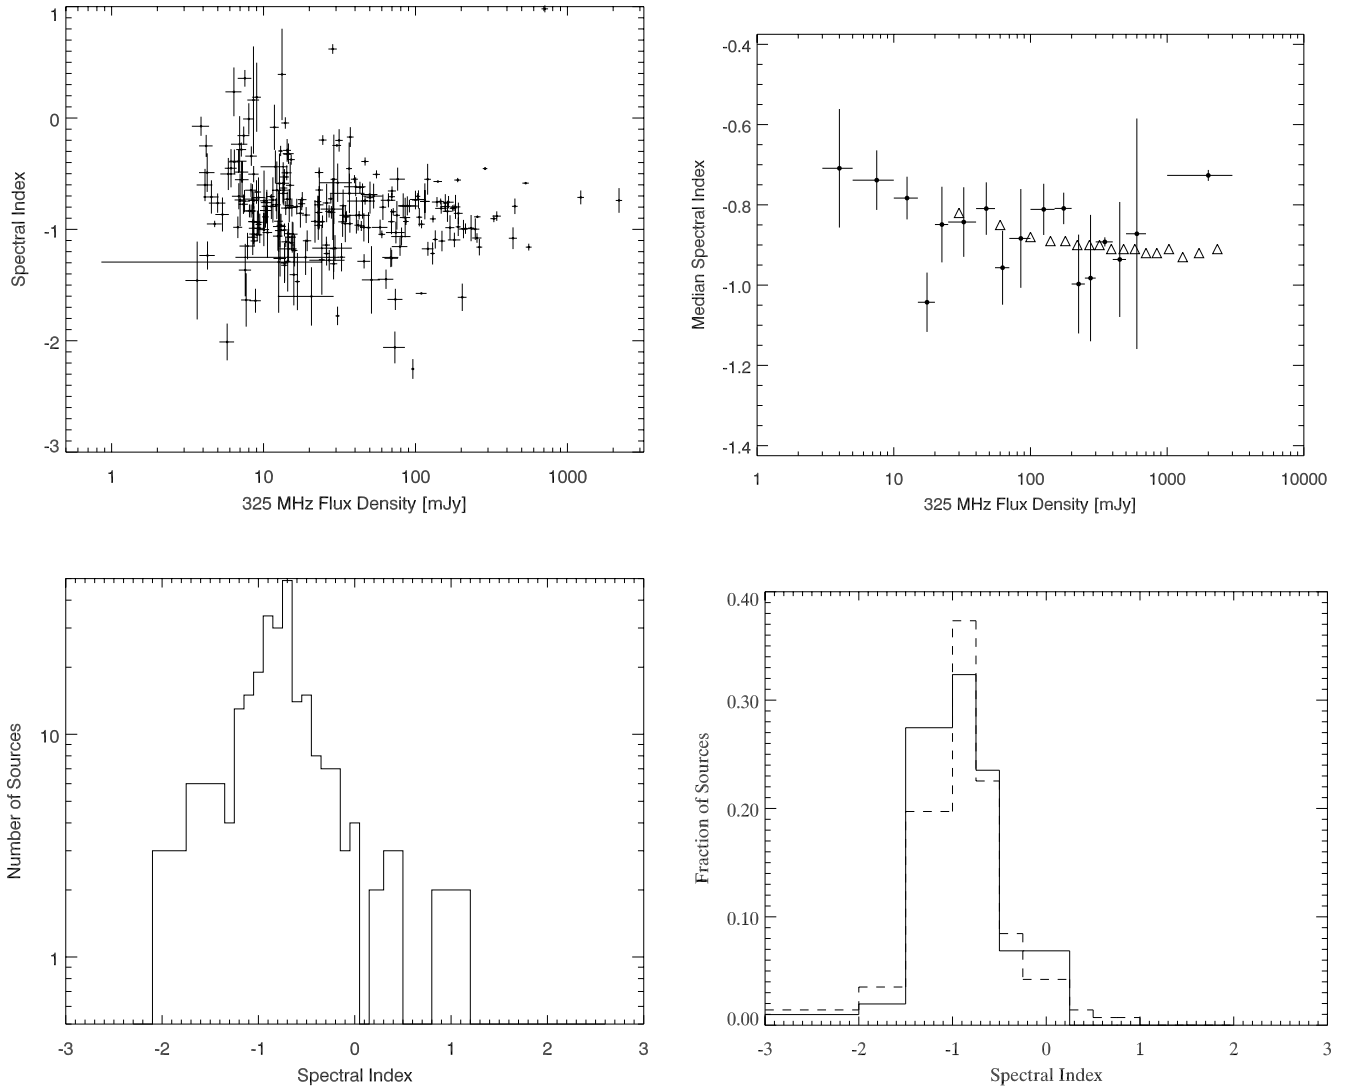 1
0
-1
-2
-3
Spectral Index
1 10 100 1000
325 MHz Flux Density [mJy]
-0.4
-0.6
-0.8
-1.0
-1.2
-1.4
Median Spectral Index
1 10 100 1000 10000
325 MHz Flux Density [mJy]
10
1
Number of Sources
-3 -2 -1 0 1 2 3
Spectral Index
0.40
0.30
0.20
0.10
0.00
Fraction of Sources
-3 -2 -1 0 1 2 3
Spectral Index